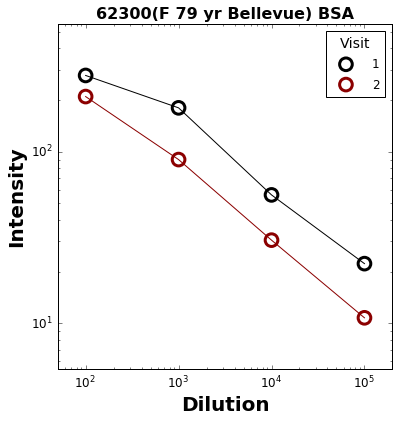 62300(F 79 yr Bellevue) BSA
Visit
1
2
Intensity
10²
10¹
10² 10³ 10⁴ 10⁵
Dilution